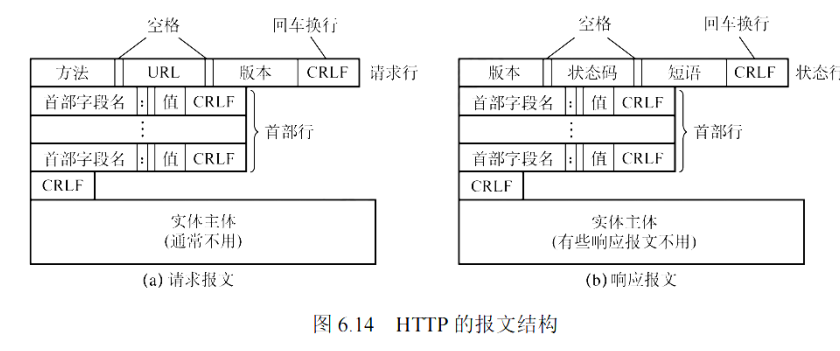 空格 回车换行
方法 URL 版本 CRLF 请求行
首部字段名 : 值 CRLF
⋮ 首部行
首部字段名 : 值 CRLF
CRLF
实体主体
(通常不用)
(a) 请求报文
空格 回车换行
版本 状态码 短语 CRLF 状态行
首部字段名 : 值 CRLF
⋮ 首部行
首部字段名 : 值 CRLF
CRLF
实体主体
(有些响应报文不用)
(b) 响应报文
图 6.14 HTTP 的报文结构